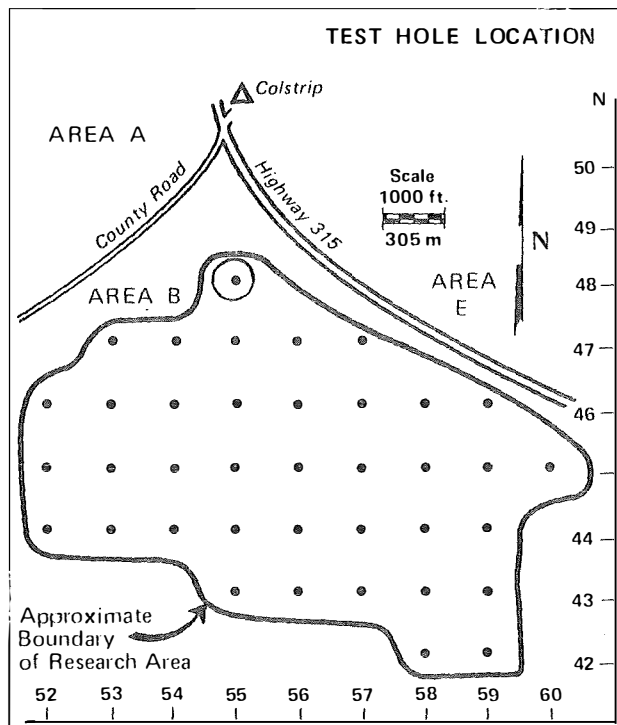 TEST HOLE LOCATION
Colstrip
N
AREA A
County Road
Highway 315
Scale
1000 ft.
305 m
N
AREA B
AREA
E
50
49
48
47
46
45
44
43
42
Approximate
Boundary
of Research Area
52 53 54 55 56 57 58 59 60